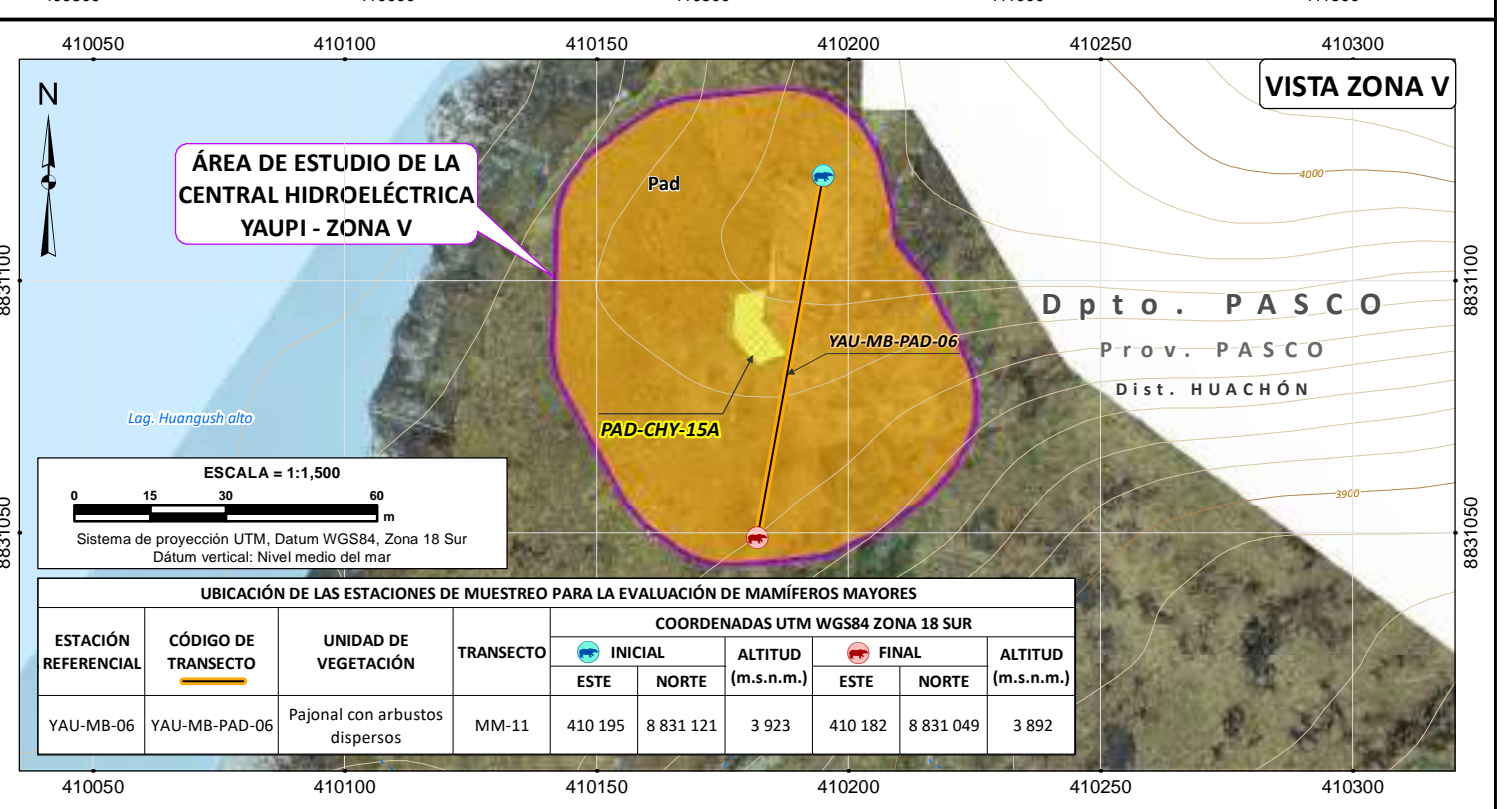 410050 410100 410150 410200 410250 410300
N
VISTA ZONA V
ÁREA DE ESTUDIO DE LA
CENTRAL HIDROELÉCTRICA
YAUPI - ZONA V
Pad
4000
8831100
8831100
Dpto. PASCO
Prov. PASCO
Dist. HUACHÓN
YAU-MB-PAD-06
PAD-CHY-15A
Lag. Huangush alto
3900
ESCALA = 1:1,500
0 15 30 60
m
Sistema de proyección UTM, Datum WGS84, Zona 18 Sur
Dátum vertical: Nivel medio del mar
8831050
8831050
UBICACIÓN DE LAS ESTACIONES DE MUESTREO PARA LA EVALUACIÓN DE MAMÍFEROS MAYORES
ESTACIÓN
REFERENCIAL
CÓDIGO DE
TRANSECTO
UNIDAD DE
VEGETACIÓN
TRANSECTO
COORDENADAS UTM WGS84 ZONA 18 SUR
INICIAL
ALTITUD
(m.s.n.m.)
FINAL
ALTITUD
(m.s.n.m.)
ESTE NORTE ESTE NORTE
YAU-MB-06 YAU-MB-PAD-06 Pajonal con arbustos
dispersos
MM-11 410 195 8 831 121 3 923 410 182 8 831 049 3 892
410050 410100 410150 410200 410250 410300